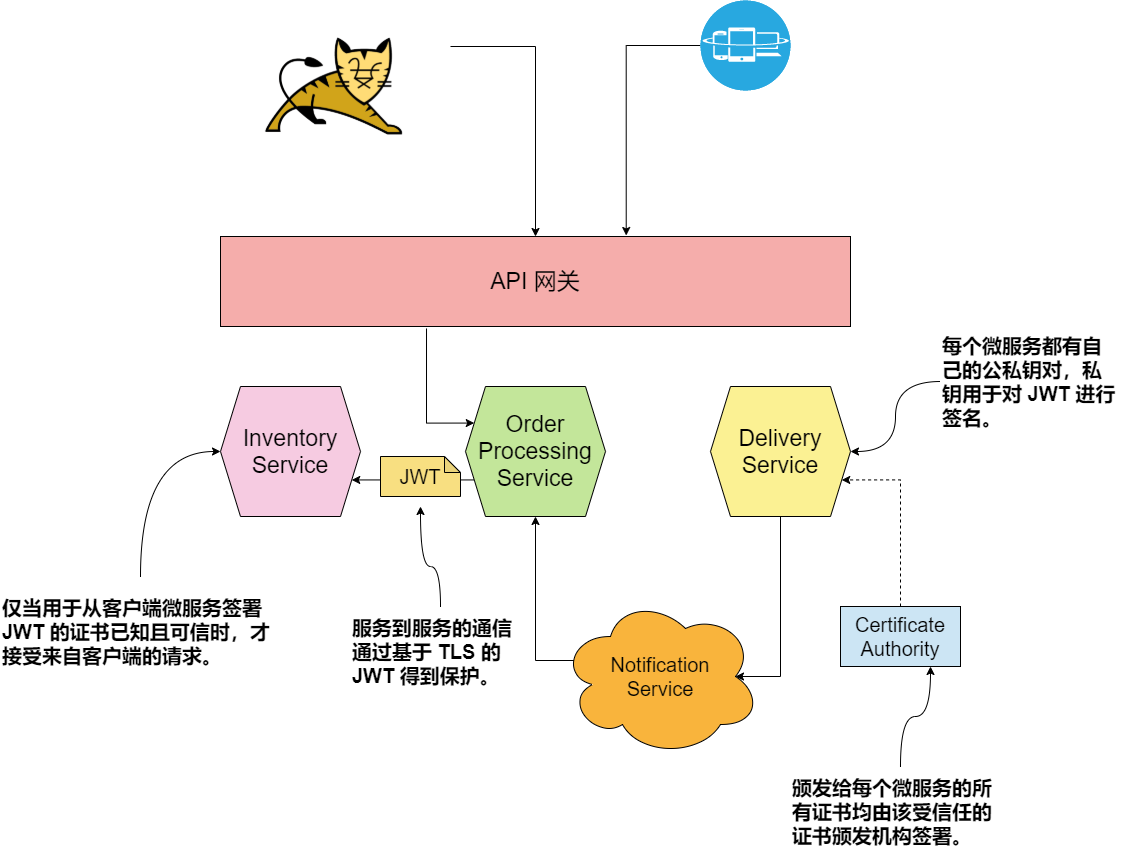 API 网关
每个微服务都有自
己的公私钥对，私
钥用于对 JWT 进行
签名。
Inventory
Service
JWT
Order
Processing
Service
Delivery
Service
仅当用于从客户端微服务签署
JWT 的证书已知且可信时，才
接受来自客户端的请求。
服务到服务的通信
通过基于 TLS 的
JWT 得到保护。
Notification
Service
Certificate
Authority
颁发给每个微服务的所
有证书均由该受信任的
证书颁发机构签署。